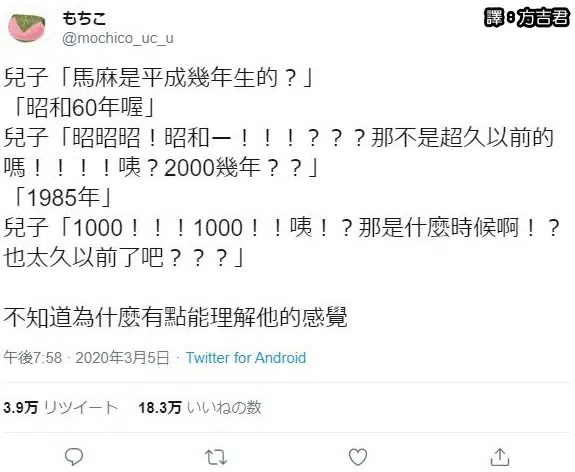 もちこ
@mochico_uc_u
譯:方吉君
兒子「馬麻是平成幾年生的？」
「昭和60年喔」
兒子「昭昭昭！昭和ー！！！？？？那不是超久以前的
嗎！！！！咦？2000幾年？？」
「1985年」
兒子「1000！！！1000！！咦！？那是什麼時候啊！？
也太久以前了吧？？？」
不知道為什麼有點能理解他的感覺
午後7:58 · 2020年3月5日 · Twitter for Android
3.9万 リツイート 18.3万 いいねの数